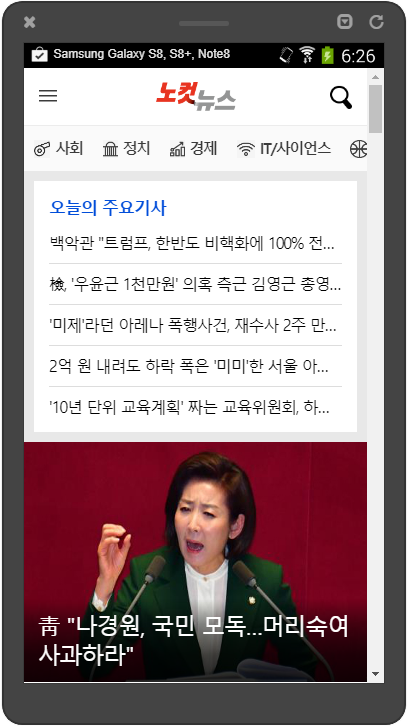 Samsung Galaxy S8, S8+, Note8
6:26
노컷뉴스
사회 정치 경제 IT/사이언스
오늘의 주요기사
백악관 "트럼프, 한반도 비핵화에 100% 전...
檢, '우윤근 1천만원' 의혹 측근 김영근 총영...
'미제'라던 아레나 폭행사건, 재수사 2주 만...
2억 원 내려도 하락 폭은 '미미'한 서울 아...
'10년 단위 교육계획' 짜는 교육위원회, 하...
靑 "나경원, 국민 모독...머리숙여
사과하라"